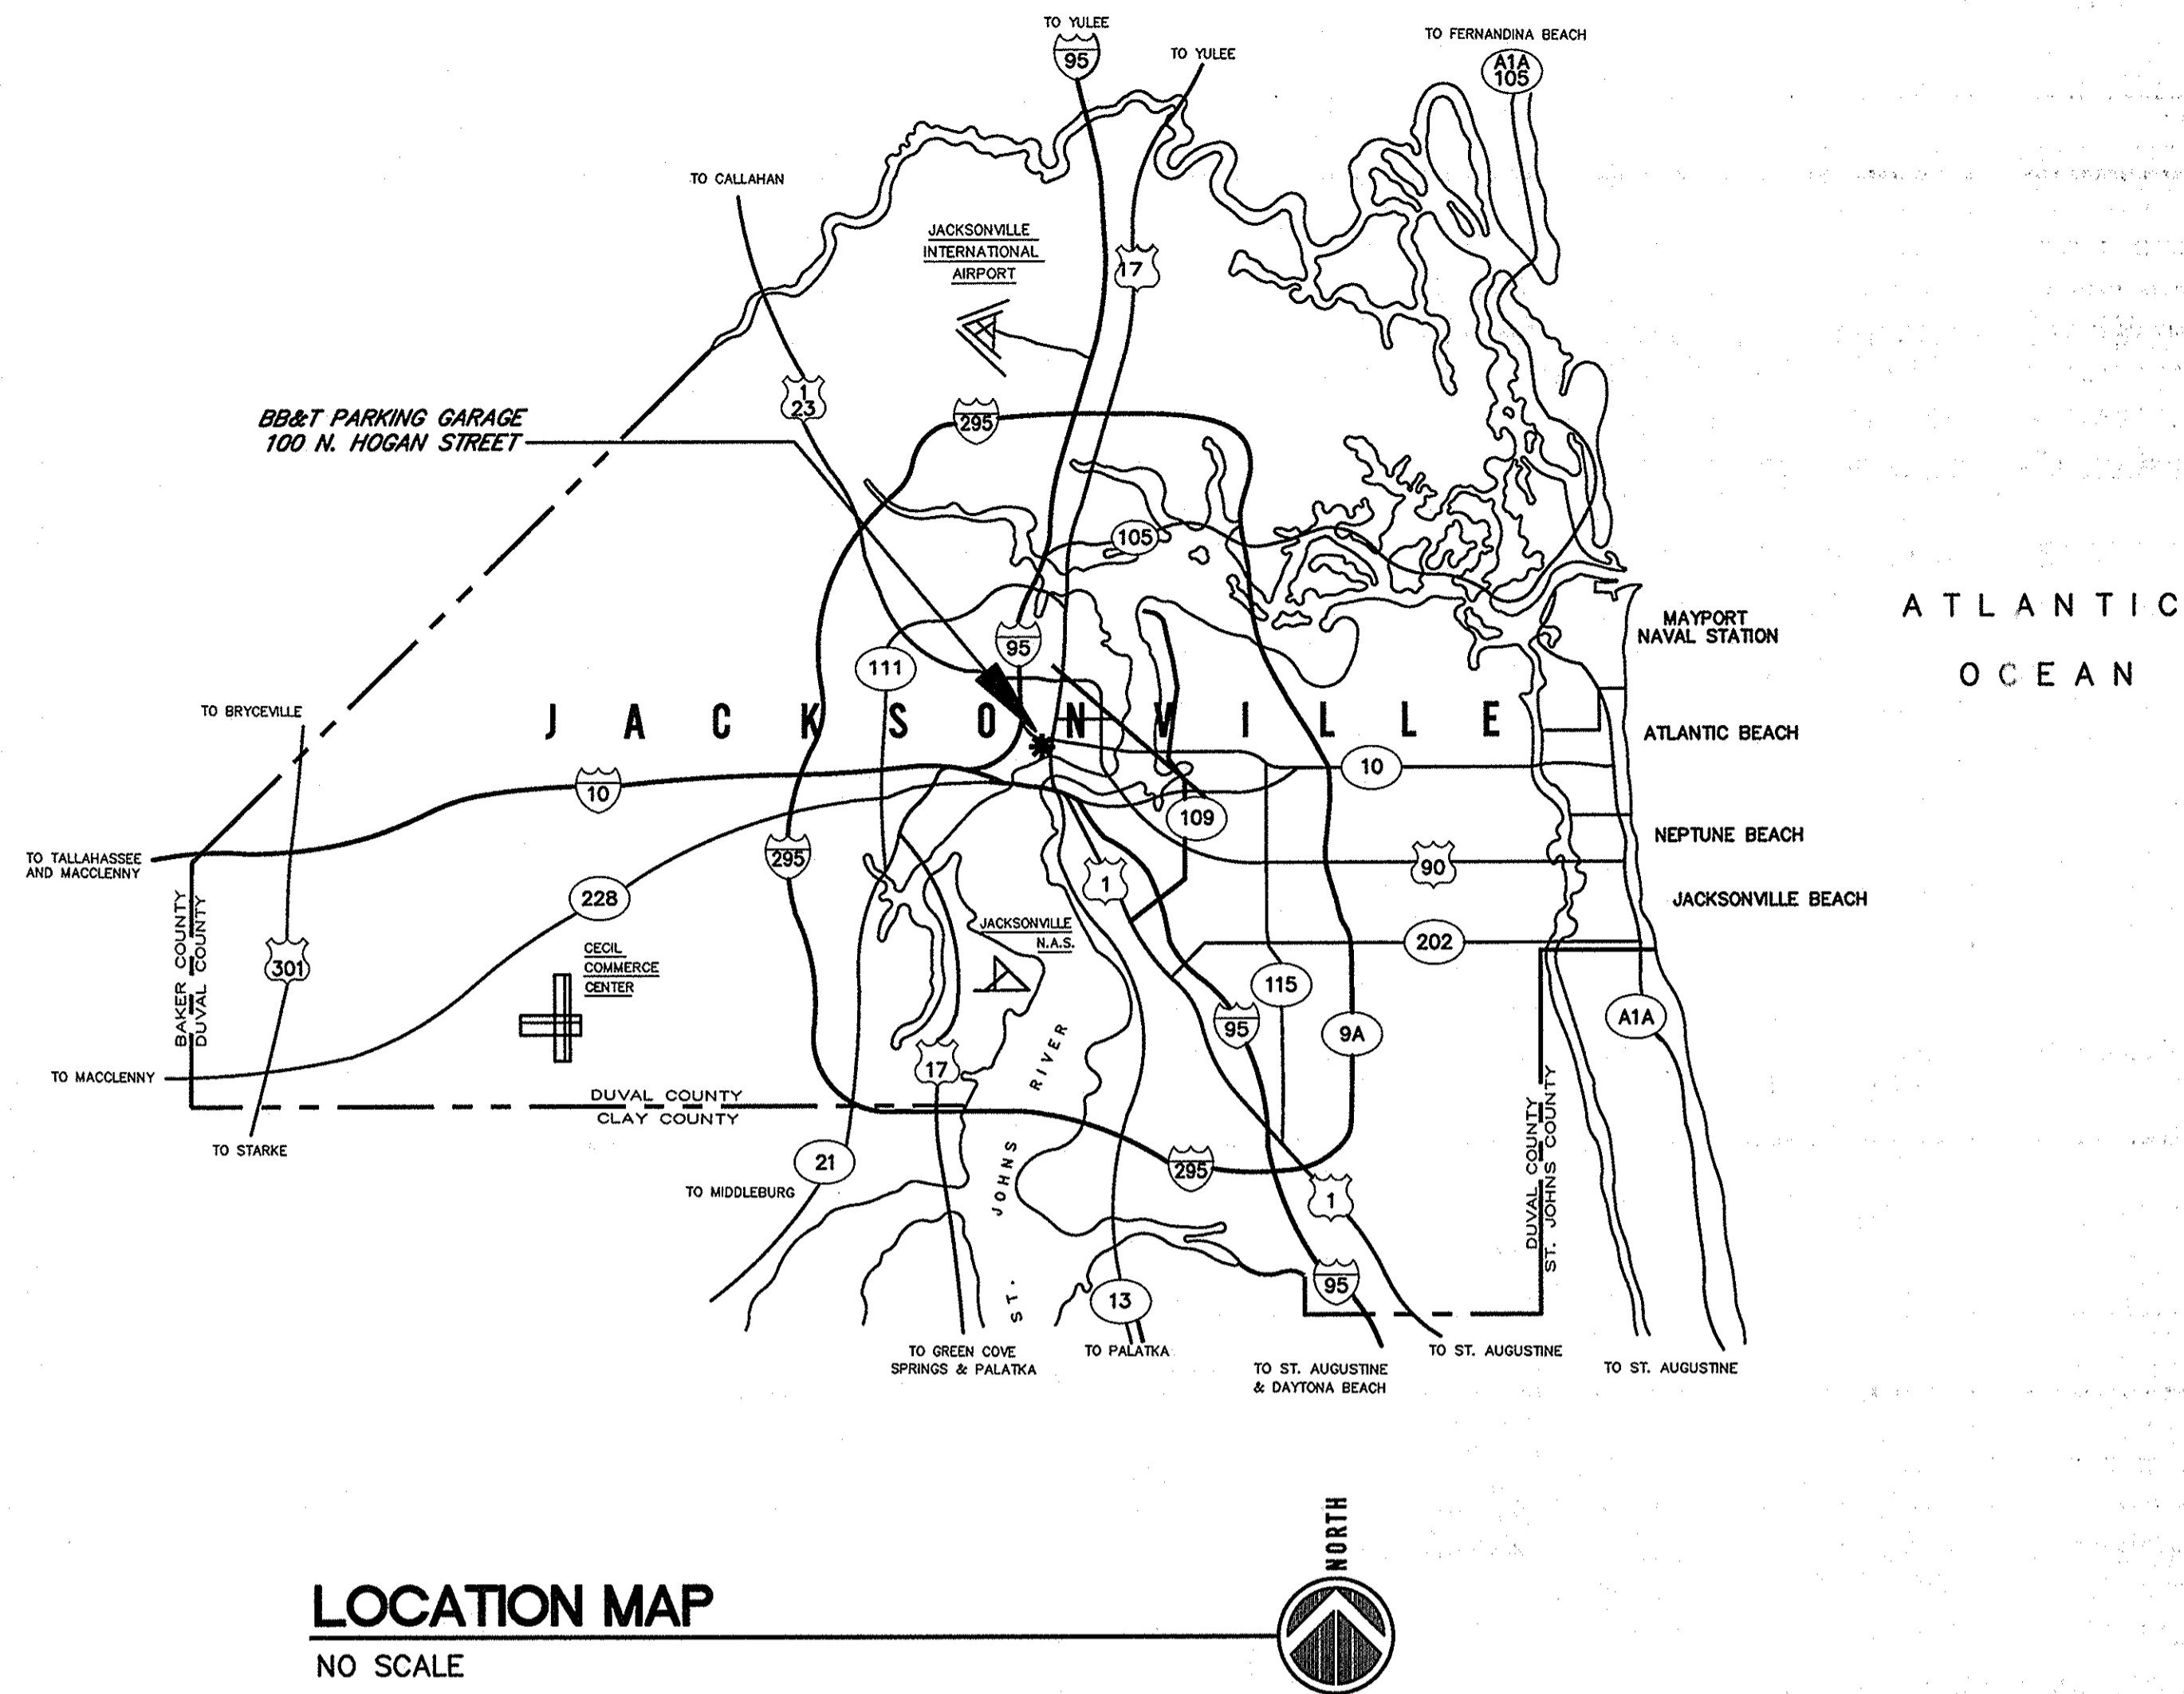 TO YULEE
95
TO YULEE
TO FERNANDINA BEACH
A1A
105
TO CALLAHAN
JACKSONVILLE
INTERNATIONAL
AIRPORT
17
1
23
BB&T PARKING GARAGE
100 N. HOGAN STREET
295
105
ATLANTIC
OCEAN
MAYPORT
NAVAL STATION
95
111
TO BRYCEVILLE
JACKSONVILLE
ATLANTIC BEACH
10
10
109
NEPTUNE BEACH
TO TALLAHASSEE
AND MACCLENNY
295
90
1
228
JACKSONVILLE BEACH
BAKER COUNTY
DUVAL COUNTY
301
CECIL
COMMERCE
CENTER
JACKSONVILLE
N.A.S.
202
115
95
9A
A1A
17
TO MACCLENNY
DUVAL COUNTY
CLAY COUNTY
TO STARKE
21
TO MIDDLEBURG
ST. JOHNS RIVER
295
1
DUVAL COUNTY
ST. JOHNS COUNTY
95
13
TO GREEN COVE
SPRINGS & PALATKA
TO PALATKA
TO ST. AUGUSTINE
& DAYTONA BEACH
TO ST. AUGUSTINE
TO ST. AUGUSTINE
NORTH
LOCATION MAP
NO SCALE